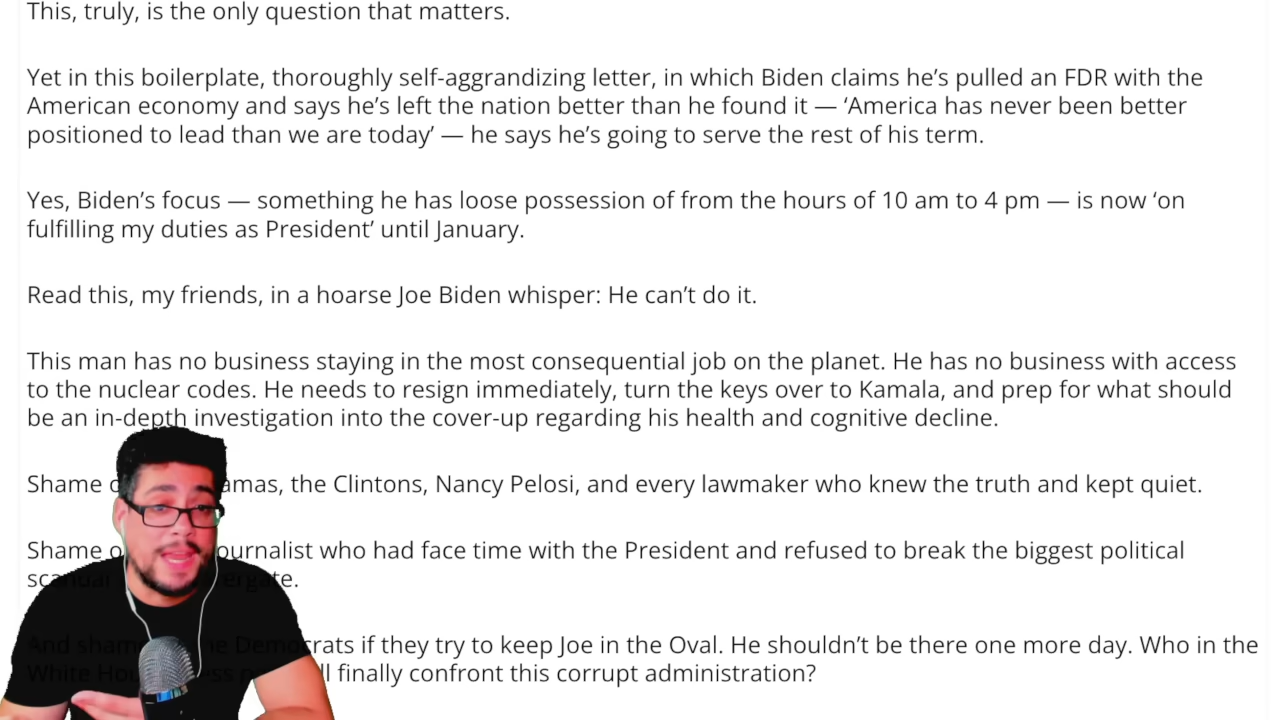 This, truly, is the only question that matters.
Yet in this boilerplate, thoroughly self-aggrandizing letter, in which Biden claims he’s pulled an FDR with the
American economy and says he’s left the nation better than he found it — ‘America has never been better
positioned to lead than we are today’ — he says he’s going to serve the rest of his term.
Yes, Biden’s focus — something he has loose possession of from the hours of 10 am to 4 pm — is now ‘on
fulfilling my duties as President’ until January.
Read this, my friends, in a hoarse Joe Biden whisper: He can’t do it.
This man has no business staying in the most consequential job on the planet. He has no business with access
to the nuclear codes. He needs to resign immediately, turn the keys over to Kamala, and prep for what should
be an in-depth investigation into the cover-up regarding his health and cognitive decline.
Shame amas, the Clintons, Nancy Pelosi, and every lawmaker who knew the truth and kept quiet.
Shame ournalist who had face time with the President and refused to break the biggest political
scandal ergate.
And shame the Democrats if they try to keep Joe in the Oval. He shouldn’t be there one more day. Who in the
White finally confront this corrupt administration?